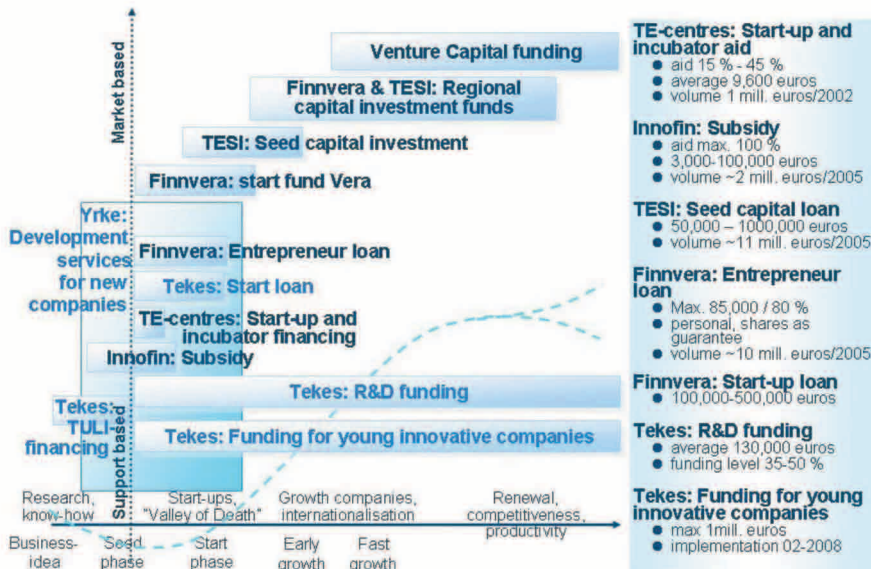 Market based
Venture Capital funding
Finnvera & TESI: Regional
capital investment funds
TESI: Seed capital investment
Finnvera: start fund Vera
Yrke:
Development
services
for new
companies
Finnvera: Entrepreneur loan
Tekes: Start loan
TE-centres: Start-up and
incubator financing
Innofin: Subsidy
Tekes: R&D funding
Tekes:
TULI-
financing
Tekes: Funding for young innovative companies
Support based
Research,
know-how
Start-ups,
"Valley of Death"
Growth companies,
internationalisation
Renewal,
competitiveness,
productivity
Business-
idea
Seed
phase
Start
phase
Early
growth
Fast
growth
TE-centres: Start-up and
incubator aid
● aid 15 % - 45 %
● average 9,600 euros
● volume 1 mill. euros/2002
Innofin: Subsidy
● aid max. 100 %
● 3,000-100,000 euros
● volume ~2 mill. euros/2005
TESI: Seed capital loan
● 50,000 – 1000,000 euros
● volume ~11 mill. euros/2005
Finnvera: Entrepreneur
loan
● Max. 85,000 / 80 %
● personal, shares as
guarantee
● volume ~10 mill. euros/2005
Finnvera: Start-up loan
● 100,000-500,000 euros
Tekes: R&D funding
● average 130,000 euros
● funding level 35-50 %
Tekes: Funding for young
innovative companies
● max 1mill. euros
● implementation 02-2008